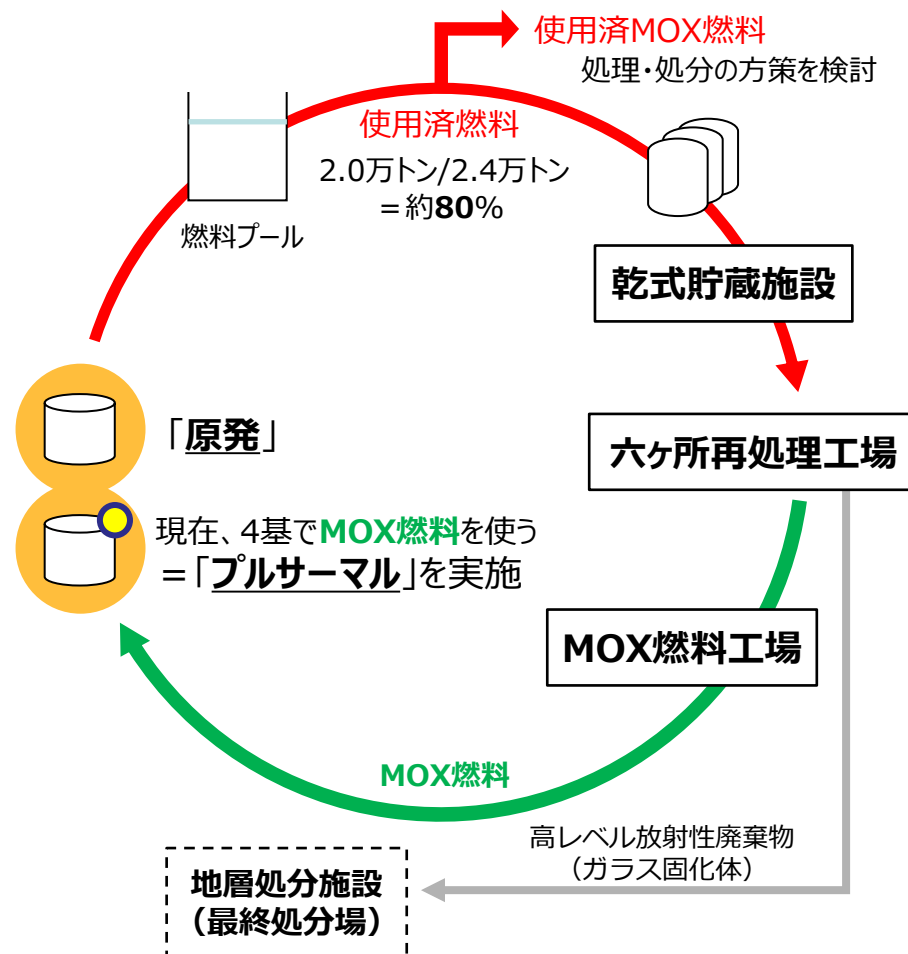 使用済MOX燃料
処理・処分の方策を検討
使用済燃料
2.0万トン/2.4万トン
＝約80%
燃料プール
乾式貯蔵施設
「原発」
六ヶ所再処理工場
現在、4基でMOX燃料を使う
＝「プルサーマル」を実施
MOX燃料工場
MOX燃料
高レベル放射性廃棄物
（ガラス固化体）
地層処分施設
（最終処分場）